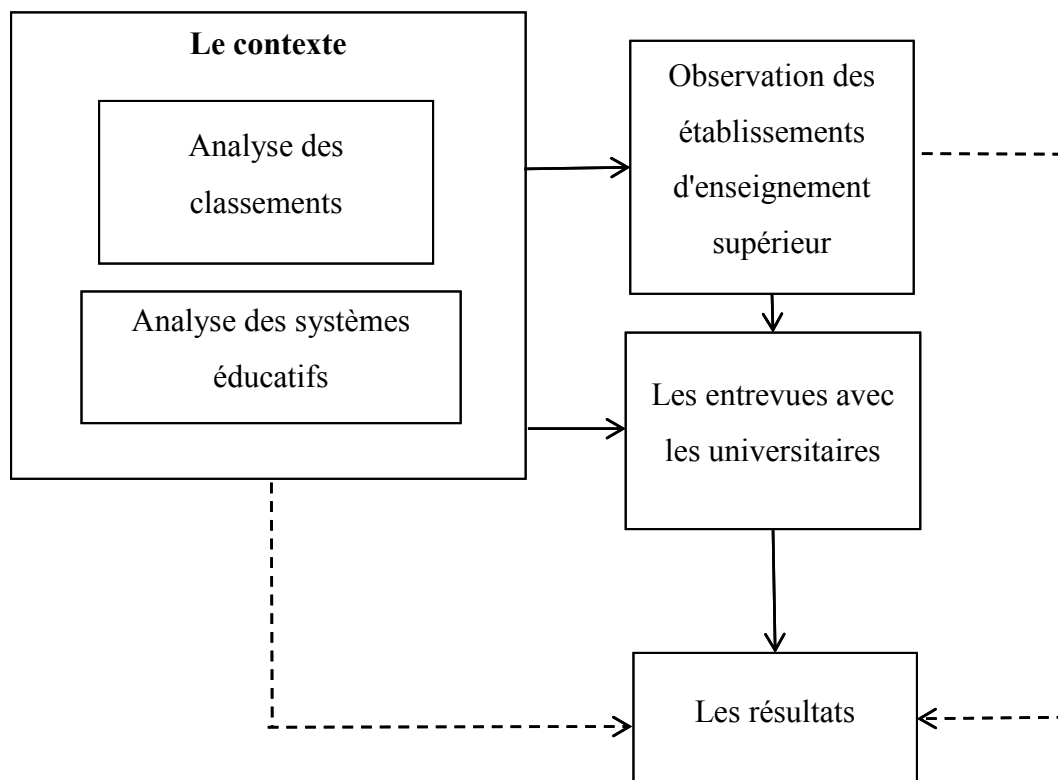 Le contexte
Analyse des
classements
Analyse des systèmes
éducatifs
Observation des
établissements
d'enseignement
supérieur
Les entrevues avec
les universitaires
Les résultats